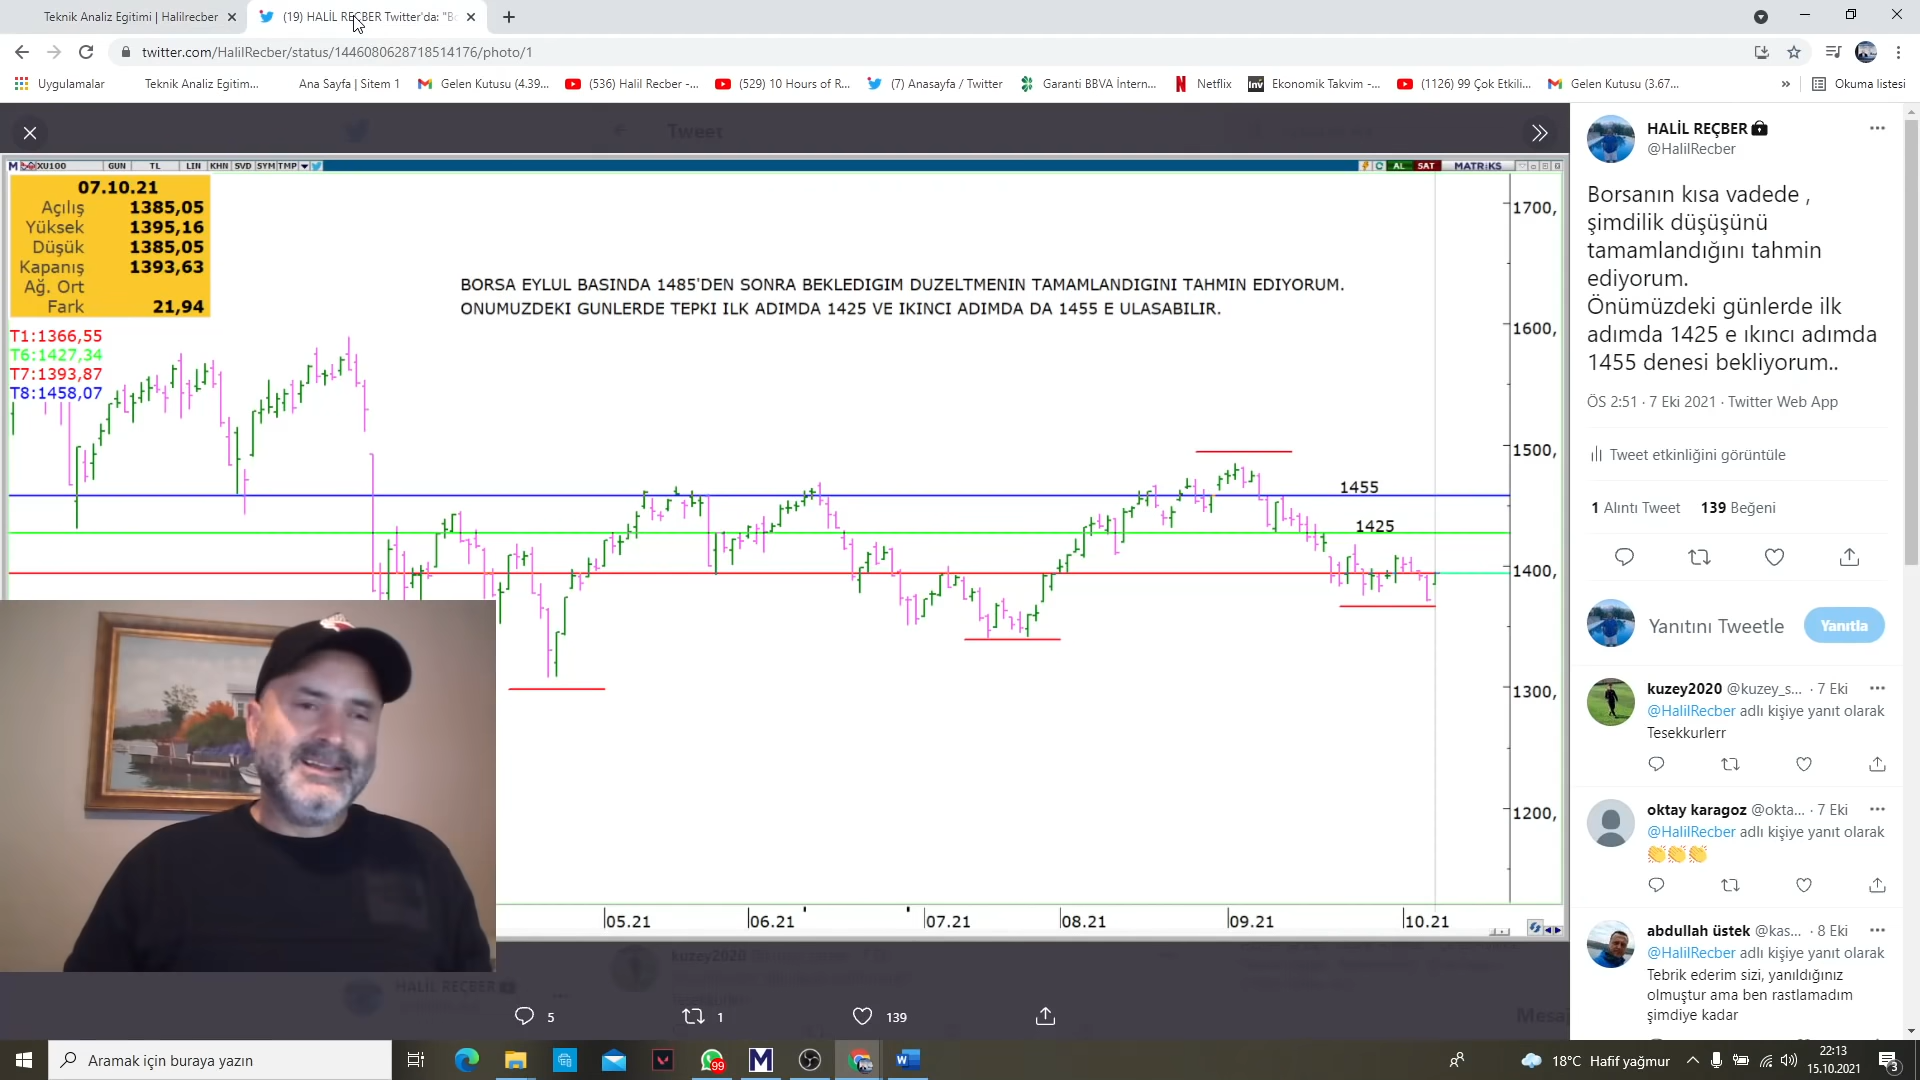 Teknik Analiz Egitimi | Halilrecber
(19) HALİL REÇBER Twitter'da: "Bo
twitter.com/HalilRecber/status/1446080628718514176/photo/1
Uygulamalar
Teknik Analiz Egitim...
Ana Sayfa | Sitem 1
Gelen Kutusu (4.39...
(536) Halil Recber -...
(529) 10 Hours of R...
(7) Anasayfa / Twitter
Garanti BBVA İntern...
Netflix
Ekonomik Takvim -...
(1126) 99 Çok Etkili...
Gelen Kutusu (3.67...
»
Okuma listesi
Tweet
XU100 GUN TL LIN KHN SVD SYM TMP
AL SAT MATRiKS
07.10.21
Açılış 1385,05
Yüksek 1395,16
Düşük 1385,05
Kapanış 1393,63
Ağ. Ort
Fark 21,94
T1:1366,55
T6:1427,34
T7:1393,87
T8:1458,07
BORSA EYLUL BASINDA 1485'DEN SONRA BEKLEDIGIM DUZELTMENIN TAMAMLANDIGINI TAHMIN EDIYORUM.
ONUMUZDEKI GUNLERDE TEPKI ILK ADIMDA 1425 VE IKINCI ADIMDA DA 1455 E ULASABILIR.
1455
1425
1700,
1600,
1500,
1400,
1300,
1200,
05.21 06.21 07.21 08.21 09.21 10.21
5 1 139
HALİL REÇBER
@HalilRecber
Borsanın kısa vadede ,
şimdilik düşüşünü
tamamlandığını tahmin
ediyorum.
Önümüzdeki günlerde ilk
adımda 1425 e ıkıncı adımda
1455 denesi bekliyorum..
ÖS 2:51 · 7 Eki 2021 · Twitter Web App
Tweet etkinliğini görüntüle
1 Alıntı Tweet 139 Beğeni
Yanıtını Tweetle
Yanıtla
kuzey2020 @kuzey_s... · 7 Eki
@HalilRecber adlı kişiye yanıt olarak
Tesekkurlerr
oktay karagoz @okta... · 7 Eki
@HalilRecber adlı kişiye yanıt olarak
👏👏👏
abdullah üstek @kas... · 8 Eki
@HalilRecber adlı kişiye yanıt olarak
Tebrik ederim sizi, yanıldığınız
olmuştur ama ben rastlamadım
şimdiye kadar
kuzey2020
HALİL REÇBER
Mesaj
Aramak için buraya yazın
99
18°C Hafif yağmur
22:13
15.10.2021
3